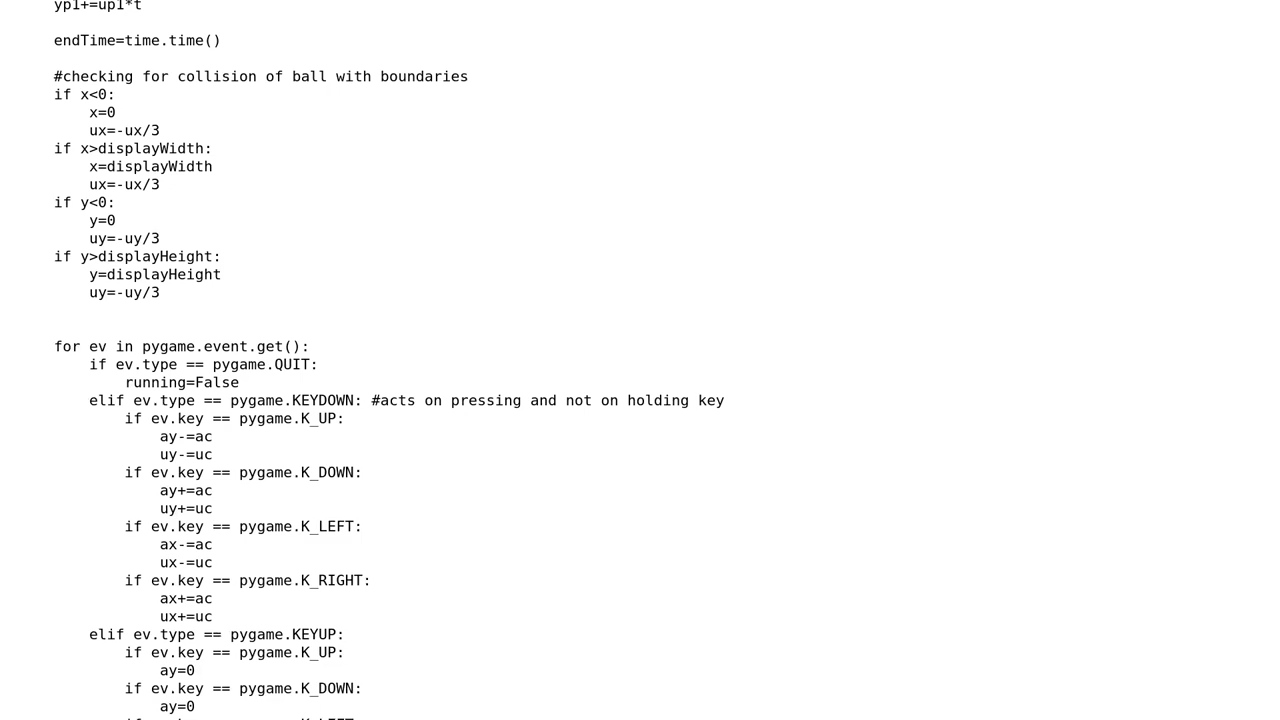 yp1+=up1*t
endTime=time.time()
#checking for collision of ball with boundaries
if x<0:
x=0
ux=-ux/3
if x>displayWidth:
x=displayWidth
ux=-ux/3
if y<0:
y=0
uy=-uy/3
if y>displayHeight:
y=displayHeight
uy=-uy/3
for ev in pygame.event.get():
if ev.type == pygame.QUIT:
running=False
elif ev.type == pygame.KEYDOWN: #acts on pressing and not on holding key
if ev.key == pygame.K_UP:
ay-=ac
uy-=uc
if ev.key == pygame.K_DOWN:
ay+=ac
uy+=uc
if ev.key == pygame.K_LEFT:
ax-=ac
ux-=uc
if ev.key == pygame.K_RIGHT:
ax+=ac
ux+=uc
elif ev.type == pygame.KEYUP:
if ev.key == pygame.K_UP:
ay=0
if ev.key == pygame.K_DOWN:
ay=0